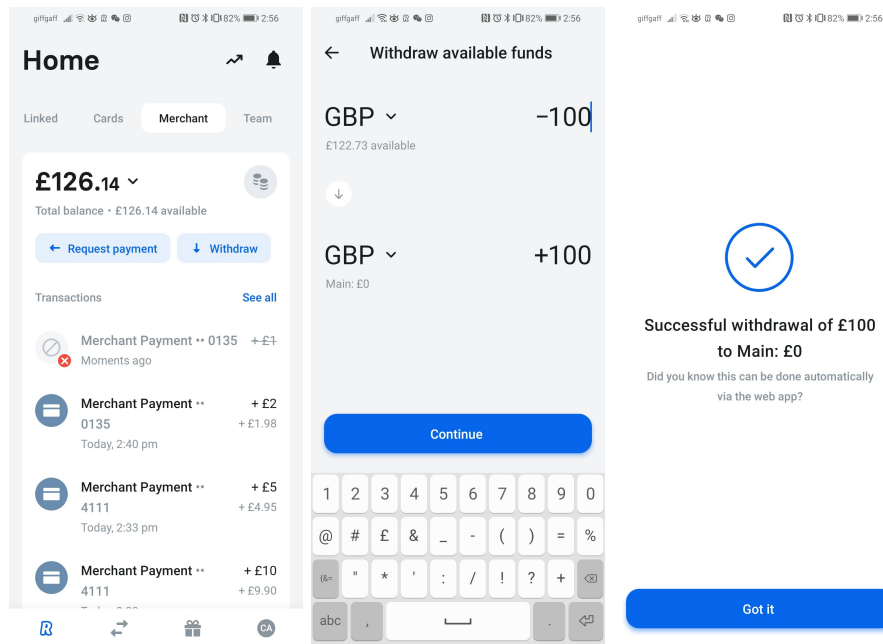 giffgaff 82% 2:56
Home
Linked Cards Merchant Team
£126.14
Total balance • £126.14 available
Request payment Withdraw
Transactions See all
Merchant Payment •• 0135 + £1
Moments ago
Merchant Payment •• + £2
0135 + £1.98
Today, 2:40 pm
Merchant Payment •• + £5
4111 + £4.95
Today, 2:33 pm
Merchant Payment •• + £10
4111 + £9.90
R CA
giffgaff 82% 2:56
Withdraw available funds
GBP −100
£122.73 available
GBP +100
Main: £0
Continue
1 2 3 4 5 6 7 8 9 0
@ # £ & _ - ( ) = %
{&= " * ' : / ! ? +
abc , .
giffgaff 82% 2:56
Successful withdrawal of £100
to Main: £0
Did you know this can be done automatically
via the web app?
Got it